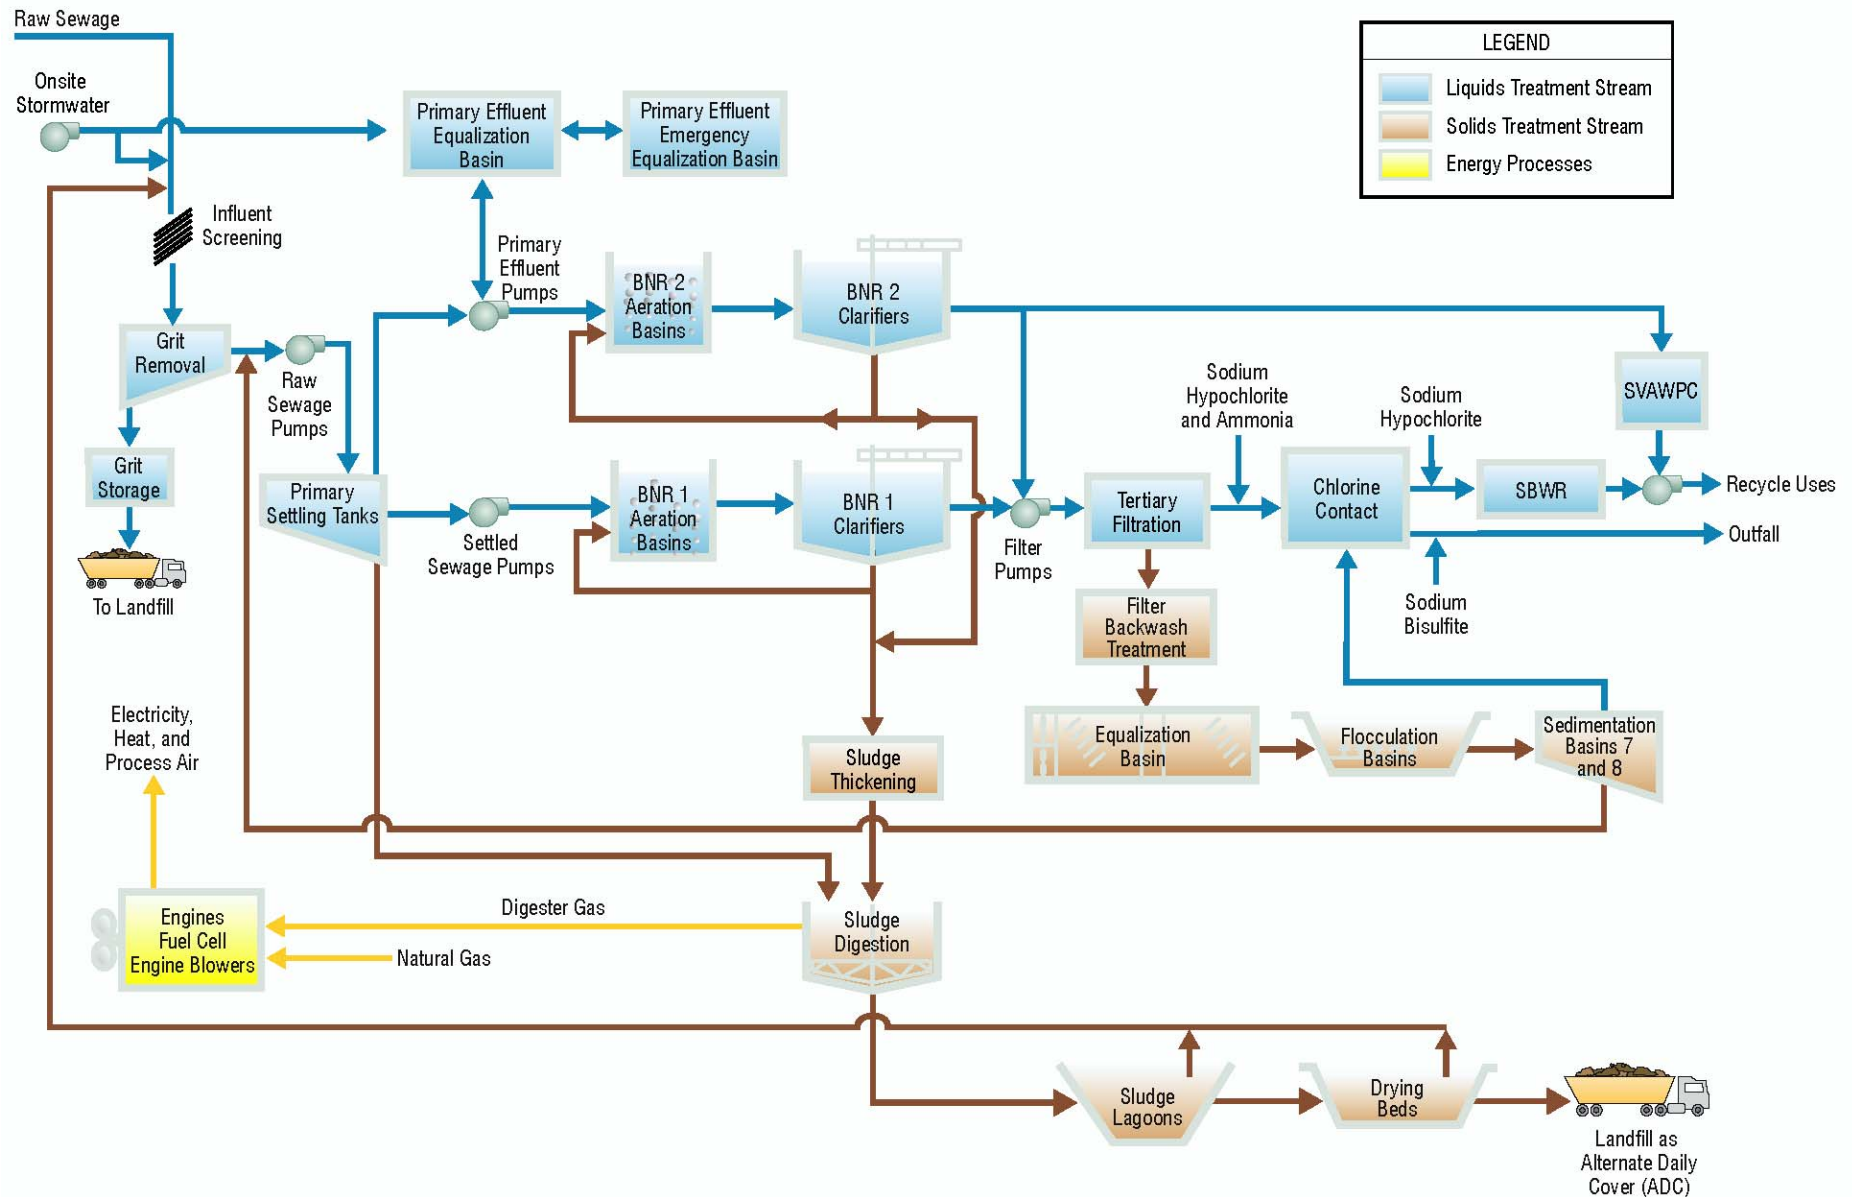 Raw Sewage
Onsite
Stormwater
Primary Effluent
Equalization
Basin
Primary Effluent
Emergency
Equalization Basin
LEGEND
Liquids Treatment Stream
Solids Treatment Stream
Energy Processes
Influent
Screening
Primary
Effluent
Pumps
BNR 2
Aeration
Basins
BNR 2
Clarifiers
Grit
Removal
Raw
Sewage
Pumps
Grit
Storage
To Landfill
Primary
Settling Tanks
Settled
Sewage Pumps
BNR 1
Aeration
Basins
BNR 1
Clarifiers
Filter
Pumps
Tertiary
Filtration
Sodium
Hypochlorite
and Ammonia
Chlorine
Contact
Sodium
Hypochlorite
SBWR
SVAWPC
Recycle Uses
Outfall
Sodium
Bisulfite
Filter
Backwash
Treatment
Equalization
Basin
Flocculation
Basins
Sedimentation
Basins 7
and 8
Electricity,
Heat, and
Process Air
Sludge
Thickening
Engines
Fuel Cell
Engine Blowers
Digester Gas
Natural Gas
Sludge
Digestion
Sludge
Lagoons
Drying
Beds
Landfill as
Alternate Daily
Cover (ADC)